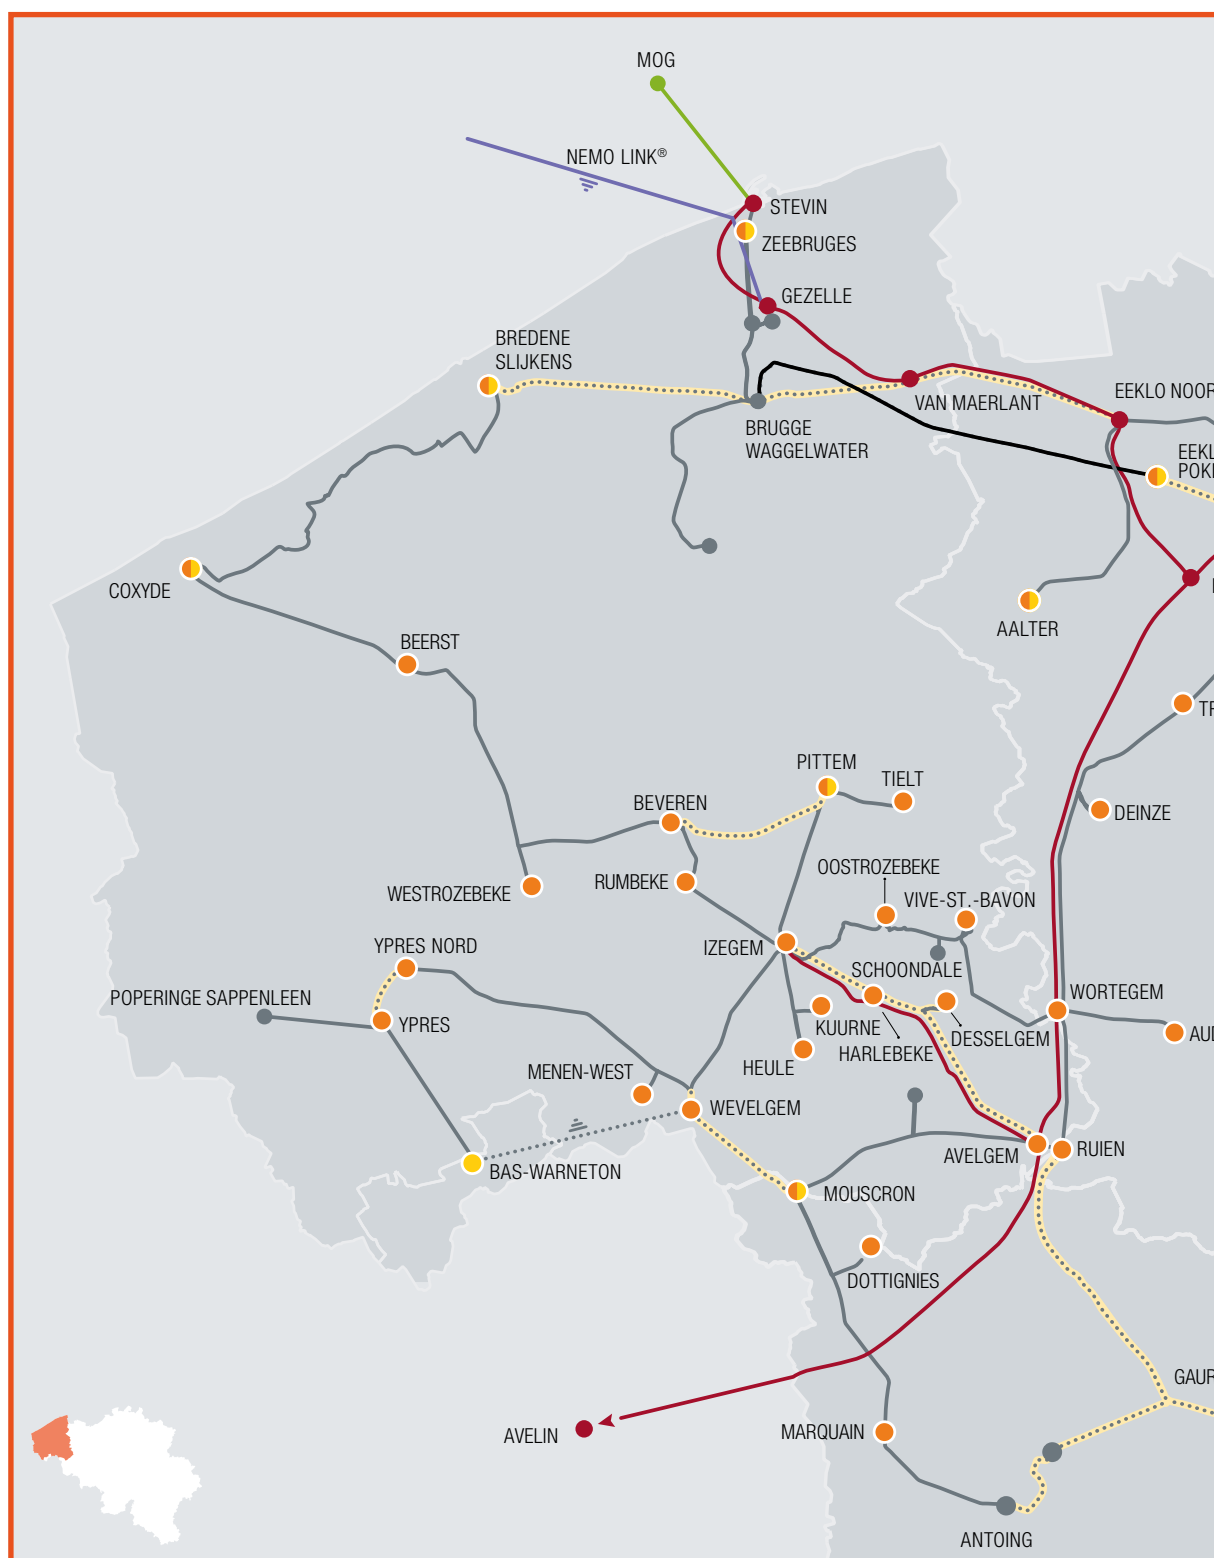 MOG
NEMO LINK®
STEVIN
ZEEBRUGES
GEZELLE
BREDENE
SLIJKENS
VAN MAERLANT
EEKLO NOOR
BRUGGE
WAGGELWATER
EEKL
COXYDE
AALTER
BEERST
PITTEM
TIELT
BEVEREN
DEINZE
OOSTROZEBEKE
RUMBEKE
WESTROZEBEKE
VIVE-ST.-BAVON
YPRES NORD
IZEGEM
SCHOONDALE
POPERINGE SAPPENLEEN
WORTEGEM
YPRES
KUURNE
DESSELGEM
HARLEBEKE
HEULE
MENEN-WEST
WEVELGEM
RUIEN
AVELGEM
BAS-WARNETON
MOUSCRON
DOTTIGNIES
GAUR
MARQUAIN
AVELIN
ANTOING